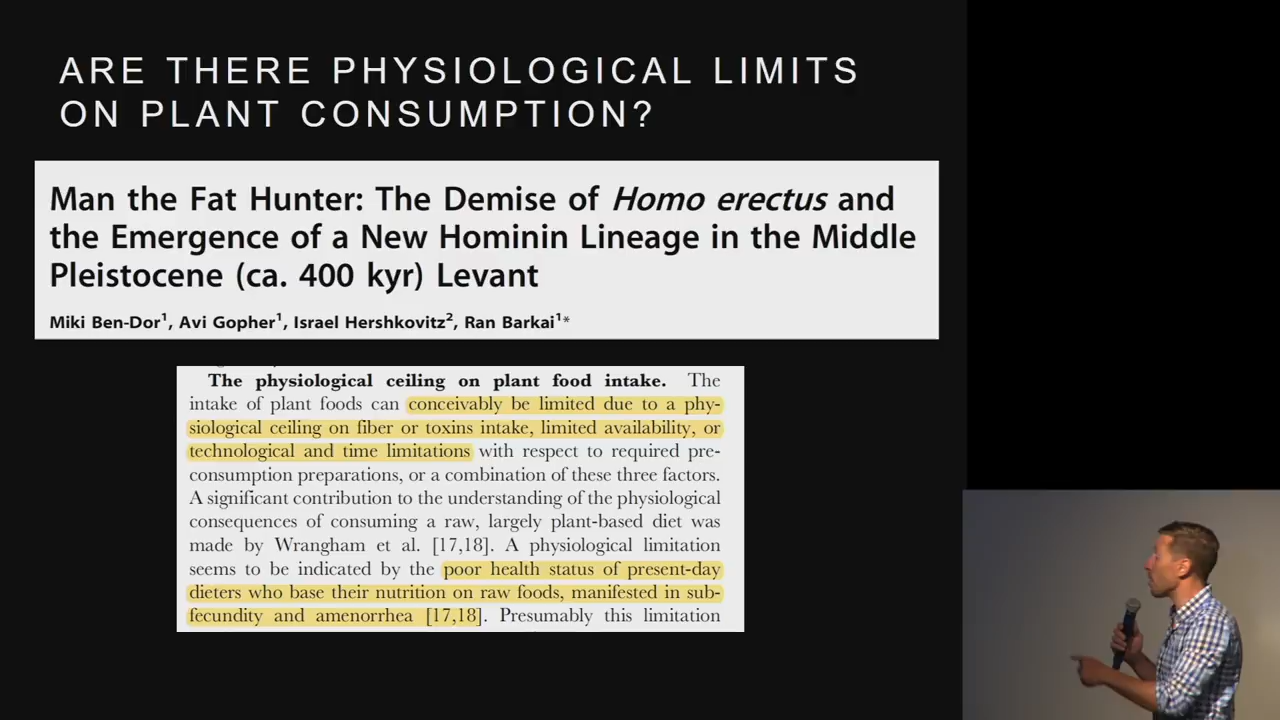 ARE THERE PHYSIOLOGICAL LIMITS
ON PLANT CONSUMPTION?
Man the Fat Hunter: The Demise of Homo erectus and
the Emergence of a New Hominin Lineage in the Middle
Pleistocene (ca. 400 kyr) Levant
Miki Ben-Dor1, Avi Gopher1, Israel Hershkovitz2, Ran Barkai1*
The physiological ceiling on plant food intake. The
intake of plant foods can conceivably be limited due to a phy-
siological ceiling on fiber or toxins intake, limited availability, or
technological and time limitations with respect to required pre-
consumption preparations, or a combination of these three factors.
A significant contribution to the understanding of the physiological
consequences of consuming a raw, largely plant-based diet was
made by Wrangham et al. [17,18]. A physiological limitation
seems to be indicated by the poor health status of present-day
dieters who base their nutrition on raw foods, manifested in sub-
fecundity and amenorrhea [17,18]. Presumably this limitation